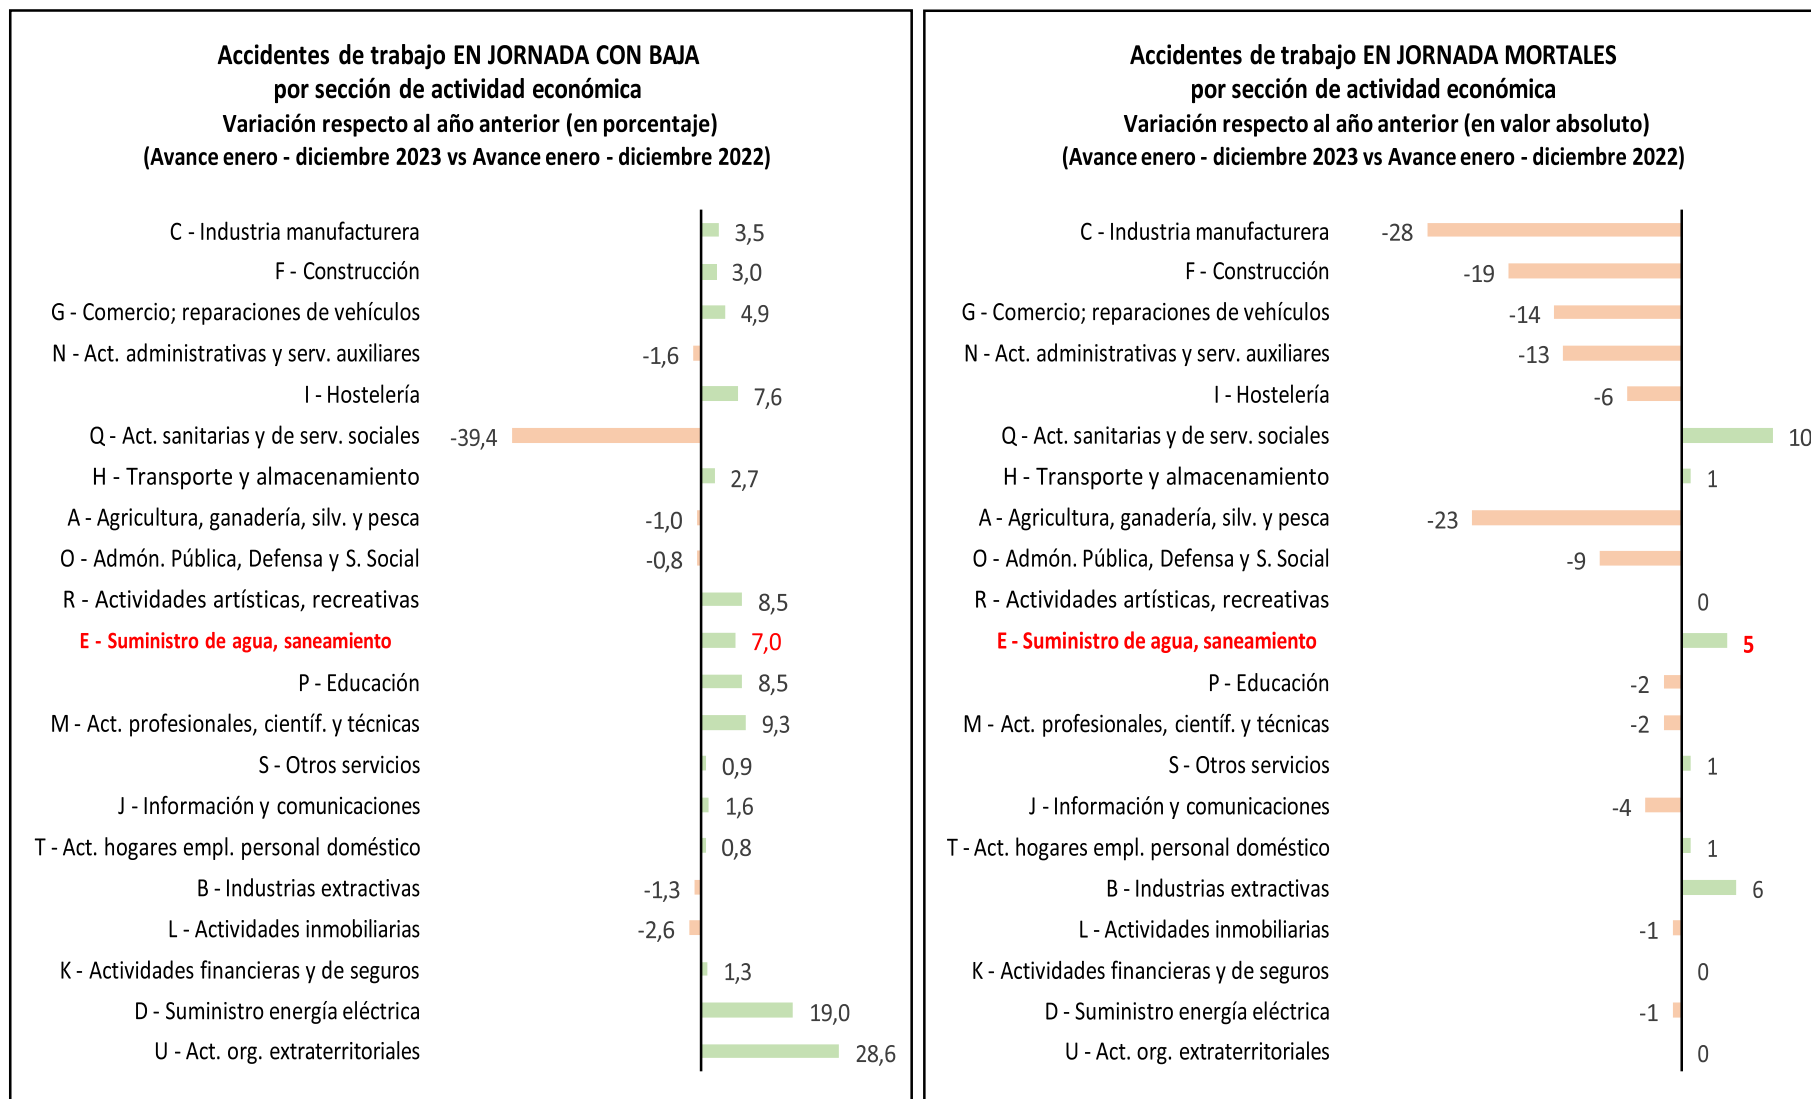 Accidentes de trabajo EN JORNADA CON BAJA
por sección de actividad económica
Variación respecto al año anterior (en porcentaje)
(Avance enero - diciembre 2023 vs Avance enero - diciembre 2022)
C - Industria manufacturera 3,5
F - Construcción 3,0
G - Comercio; reparaciones de vehículos 4,9
N - Act. administrativas y serv. auxiliares -1,6
I - Hostelería 7,6
Q - Act. sanitarias y de serv. sociales -39,4
H - Transporte y almacenamiento 2,7
A - Agricultura, ganadería, silv. y pesca -1,0
O - Admón. Pública, Defensa y S. Social -0,8
R - Actividades artísticas, recreativas 8,5
E - Suministro de agua, saneamiento 7,0
P - Educación 8,5
M - Act. profesionales, científ. y técnicas 9,3
S - Otros servicios 0,9
J - Información y comunicaciones 1,6
T - Act. hogares empl. personal doméstico 0,8
B - Industrias extractivas -1,3
L - Actividades inmobiliarias -2,6
K - Actividades financieras y de seguros 1,3
D - Suministro energía eléctrica 19,0
U - Act. org. extraterritoriales 28,6
Accidentes de trabajo EN JORNADA MORTALES
por sección de actividad económica
Variación respecto al año anterior (en valor absoluto)
(Avance enero - diciembre 2023 vs Avance enero - diciembre 2022)
C - Industria manufacturera -28
F - Construcción -19
G - Comercio; reparaciones de vehículos -14
N - Act. administrativas y serv. auxiliares -13
I - Hostelería -6
Q - Act. sanitarias y de serv. sociales 10
H - Transporte y almacenamiento 1
A - Agricultura, ganadería, silv. y pesca -23
O - Admón. Pública, Defensa y S. Social -9
R - Actividades artísticas, recreativas 0
E - Suministro de agua, saneamiento 5
P - Educación -2
M - Act. profesionales, científ. y técnicas -2
S - Otros servicios 1
J - Información y comunicaciones -4
T - Act. hogares empl. personal doméstico 1
B - Industrias extractivas 6
L - Actividades inmobiliarias -1
K - Actividades financieras y de seguros 0
D - Suministro energía eléctrica -1
U - Act. org. extraterritoriales 0